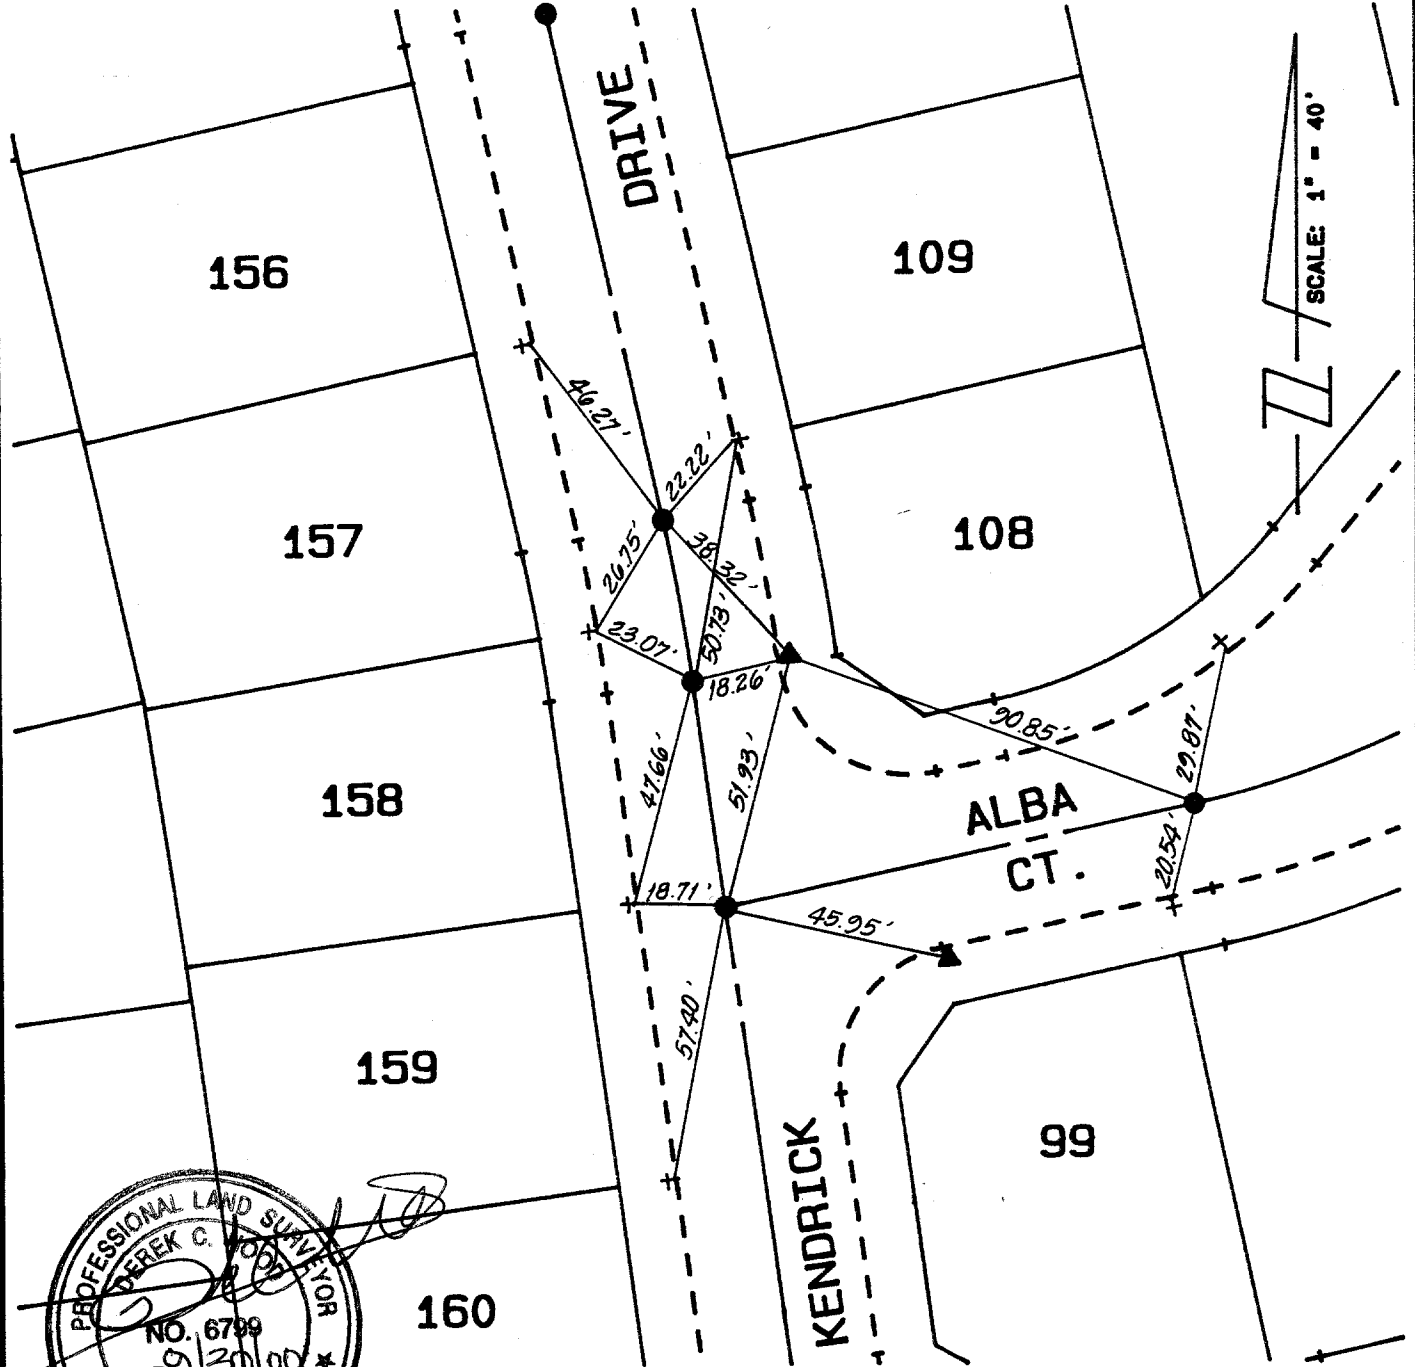 DRIVE
SCALE: 1" = 40'
156
109
46.27'
22.22'
157
108
26.75'
38.32'
23.07'
50.73'
18.26'
90.85'
29.87'
47.66'
51.93'
158
ALBA
CT.
20.54'
18.71'
45.95'
57.40'
159
99
KENDRICK
160
PROFESSIONAL LAND SURVEYOR
DEREK C. WOOD
NO. 6799